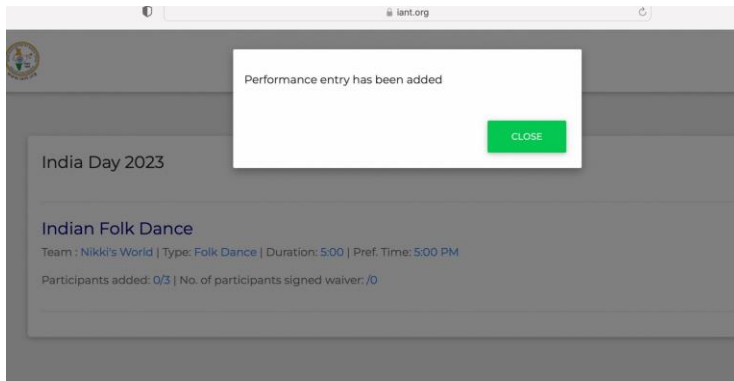 iant.org
Performance entry has been added
CLOSE
India Day 2023
Indian Folk Dance
Team : Nikki's World | Type: Folk Dance | Duration: 5:00 | Pref. Time: 5:00 PM
Participants added: 0/3 | No. of participants signed waiver: /0